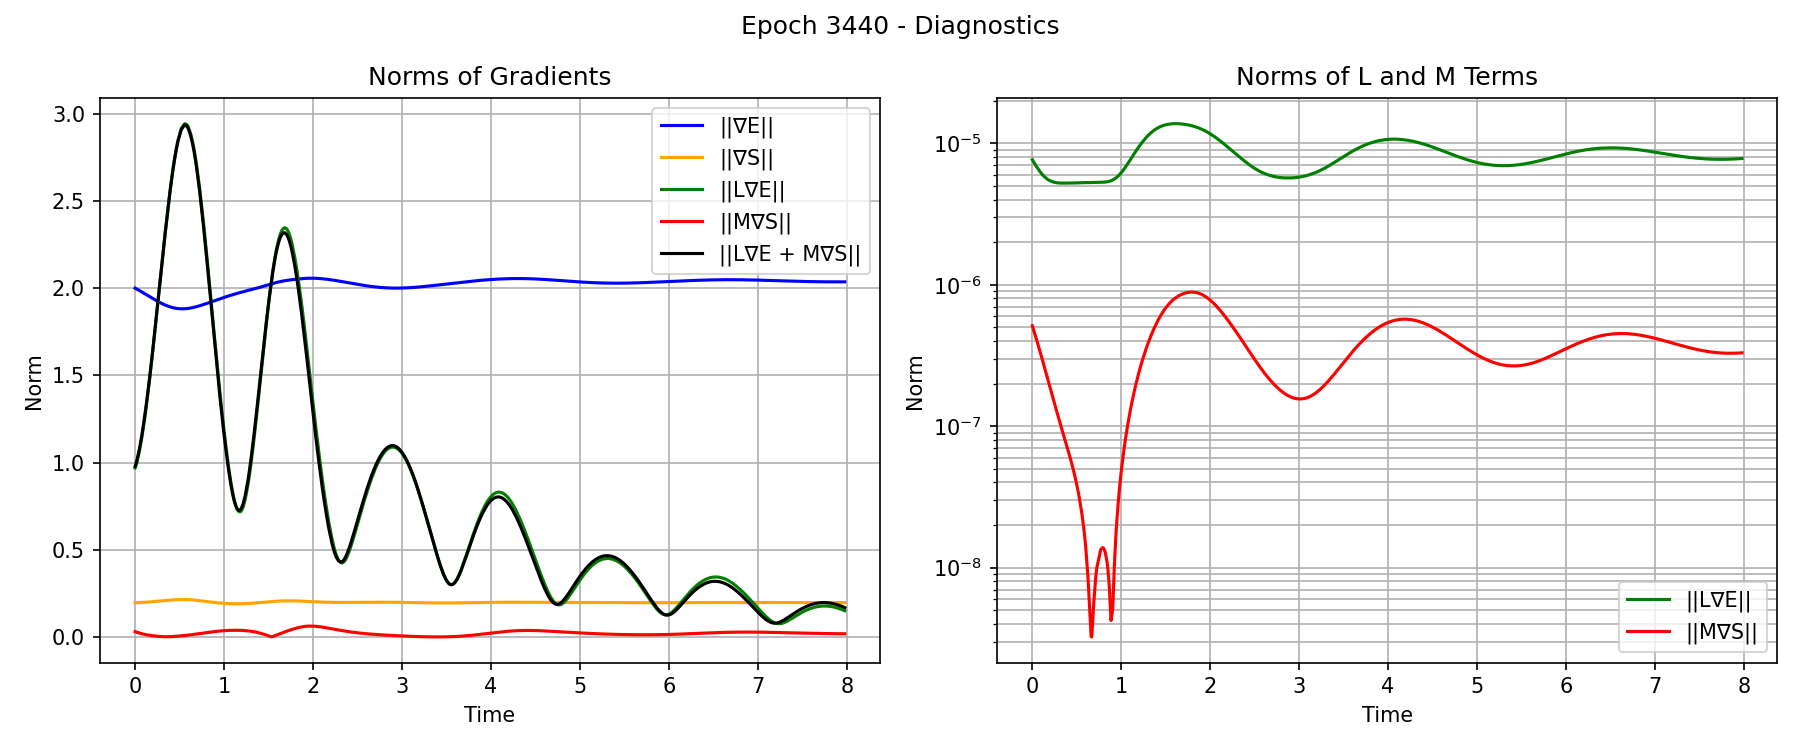 Epoch 3440 - Diagnostics
Norms of Gradients
3.0
2.5
2.0
1.5
1.0
0.5
0.0
Norm
0 1 2 3 4 5 6 7 8
Time
||∇E||
||∇S||
||L∇E||
||M∇S||
||L∇E + M∇S||
Norms of L and M Terms
10⁻⁵
10⁻⁶
10⁻⁷
10⁻⁸
Norm
0 1 2 3 4 5 6 7 8
Time
||L∇E||
||M∇S||